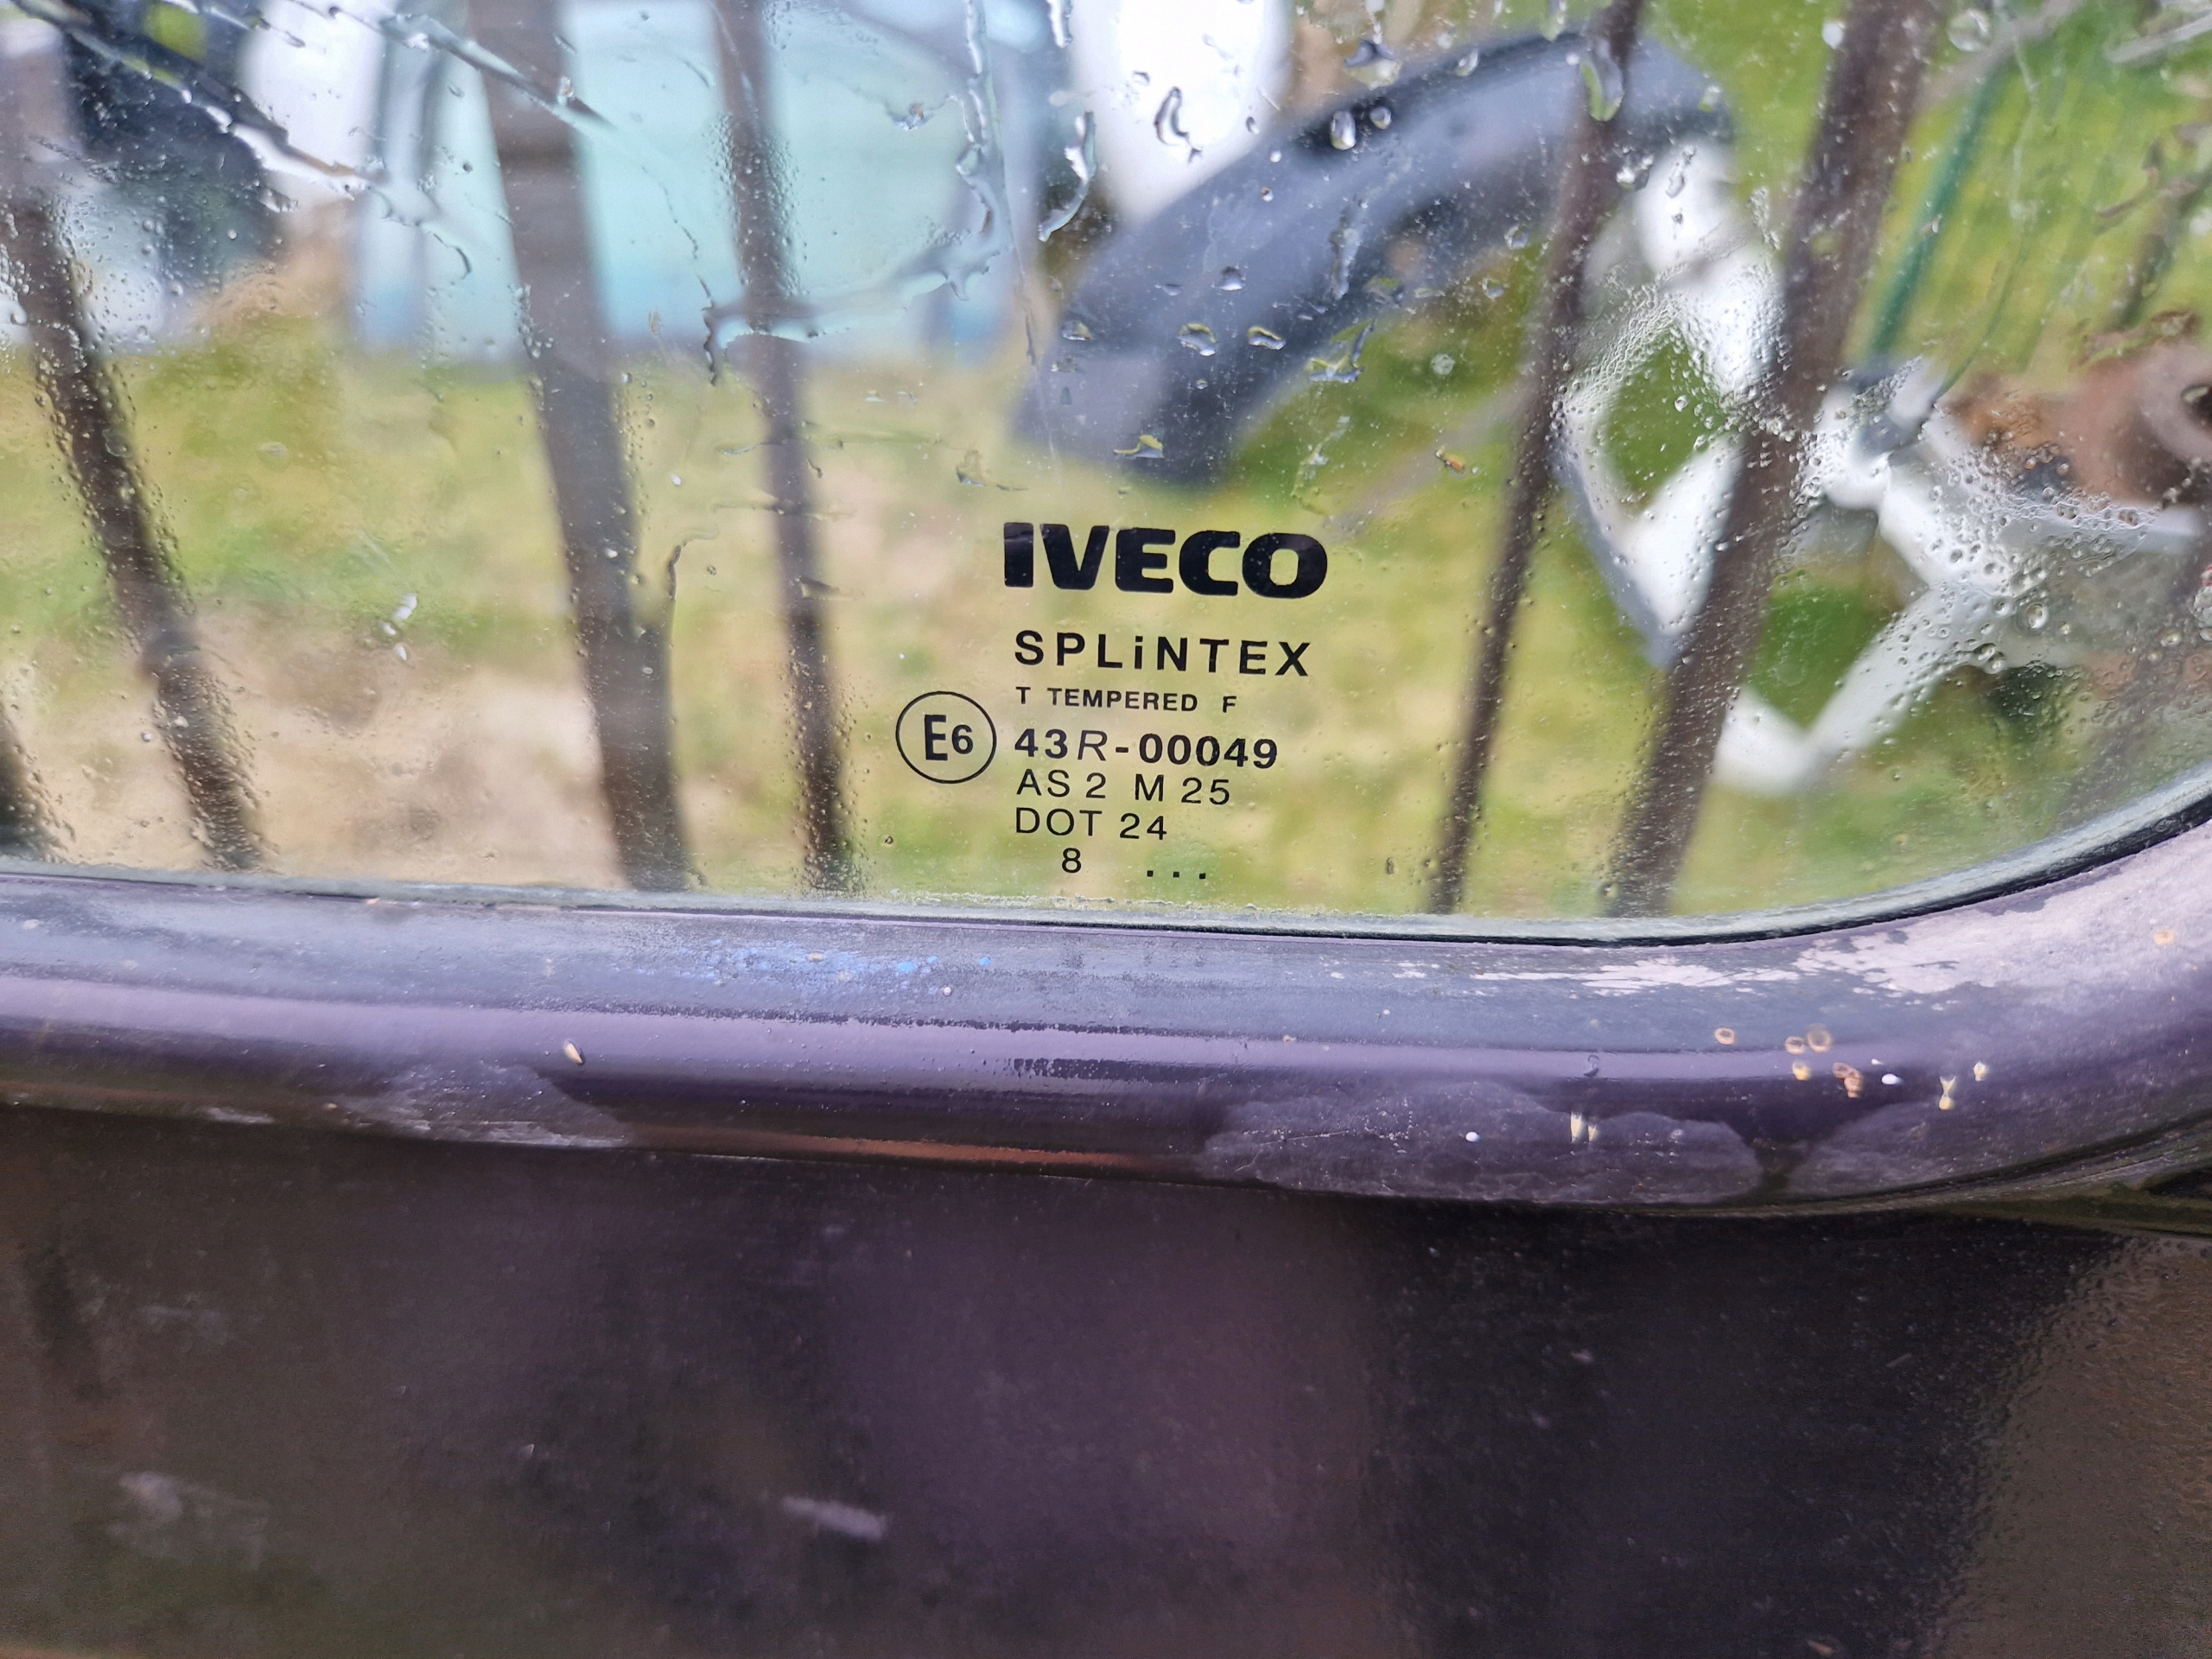 IVECO
SPLiNTEX
T TEMPERED F
E6 43R-00049
AS 2 M 25
DOT 24
8 ...